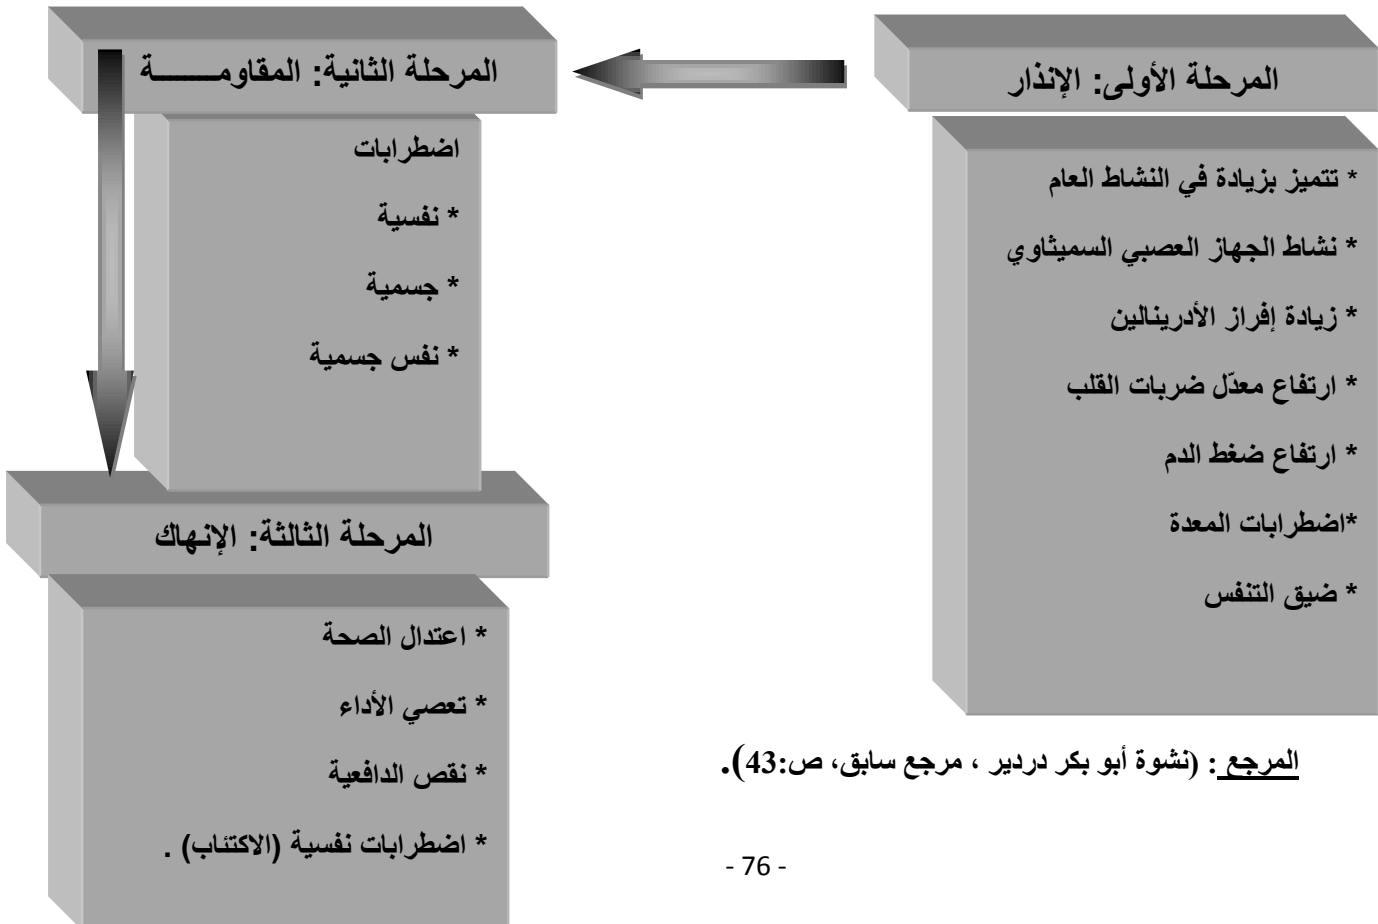 المرحلة الأولى: الإنذار
* تتميز بزيادة في النشاط العام
* نشاط الجهاز العصبي السميثاوي
* زيادة إفراز الأدرينالين
* ارتفاع معدّل ضربات القلب
* ارتفاع ضغط الدم
*اضطرابات المعدة
* ضيق التنفس
المرحلة الثانية: المقاومـــــــة
اضطرابات
* نفسية
* جسمية
* نفس جسمية
المرحلة الثالثة: الإنهاك
* اعتدال الصحة
* تعصي الأداء
* نقص الدافعية
* اضطرابات نفسية (الاكتئاب) .
المرجع : (نشوة أبو بكر دردير ، مرجع سابق، ص:43).
- 76 -